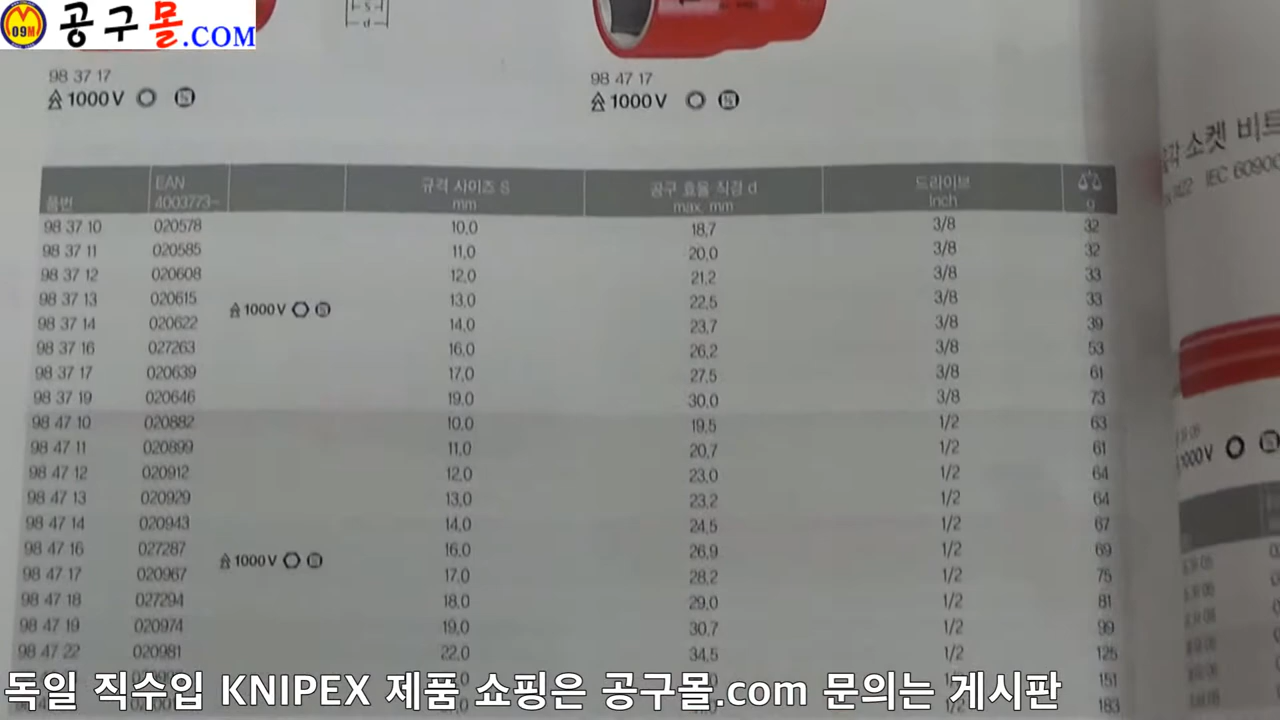 09M 공구몰.COM
s
d
98 37 17
1000 V
98 47 17
1000 V
소켓 비트
IEC 60900
품번 EAN 4003773- 규격 사이즈 S mm 공구 효율 직경 d max. mm 드라이브 Inch g
98 37 10 020578 10,0 18,7 3/8 32
98 37 11 020585 11,0 20,0 3/8 32
98 37 12 020608 12,0 21,2 3/8 33
98 37 13 020615 13,0 22,5 3/8 33
1000 V
98 37 14 020622 14,0 23,7 3/8 39
98 37 16 027263 16,0 26,2 3/8 53
98 37 17 020639 17,0 27,5 3/8 61
98 37 19 020646 19,0 30,0 3/8 73
98 47 10 020882 10,0 19,5 1/2 63
98 47 11 020899 11,0 20,7 1/2 61
98 47 12 020912 12,0 23,0 1/2 64
98 47 13 020929 13,0 23,2 1/2 64
98 47 14 020943 14,0 24,5 1/2 67
98 47 16 027287 16,0 26,9 1/2 69
1000 V
98 47 17 020967 17,0 28,2 1/2 75
98 47 18 027294 18,0 29,0 1/2 81
98 47 19 020974 19,0 30,7 1/2 99
98 47 22 020981 22,0 34,5 1/2 125
151
183
1000V
독일 직수입 KNIPEX 제품 쇼핑은 공구몰.com 문의는 게시판